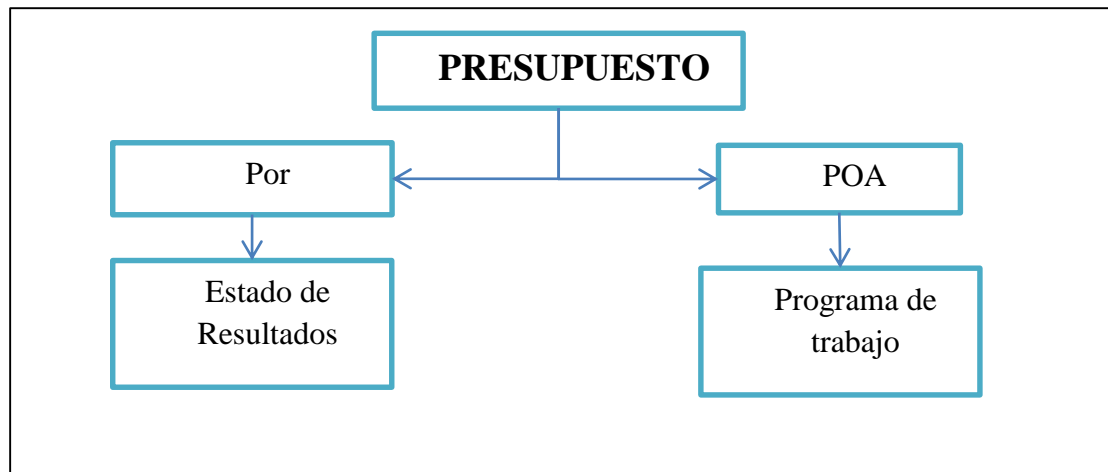 PRESUPUESTO
Por
POA
Estado de
Resultados
Programa de
trabajo